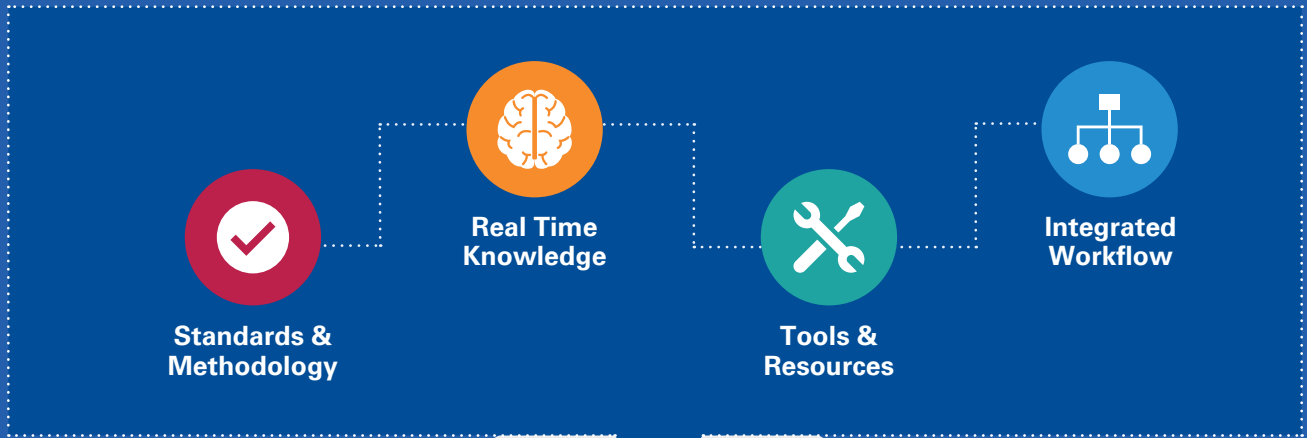 Standards &
Methodology
Real Time
Knowledge
Tools &
Resources
Integrated
Workflow